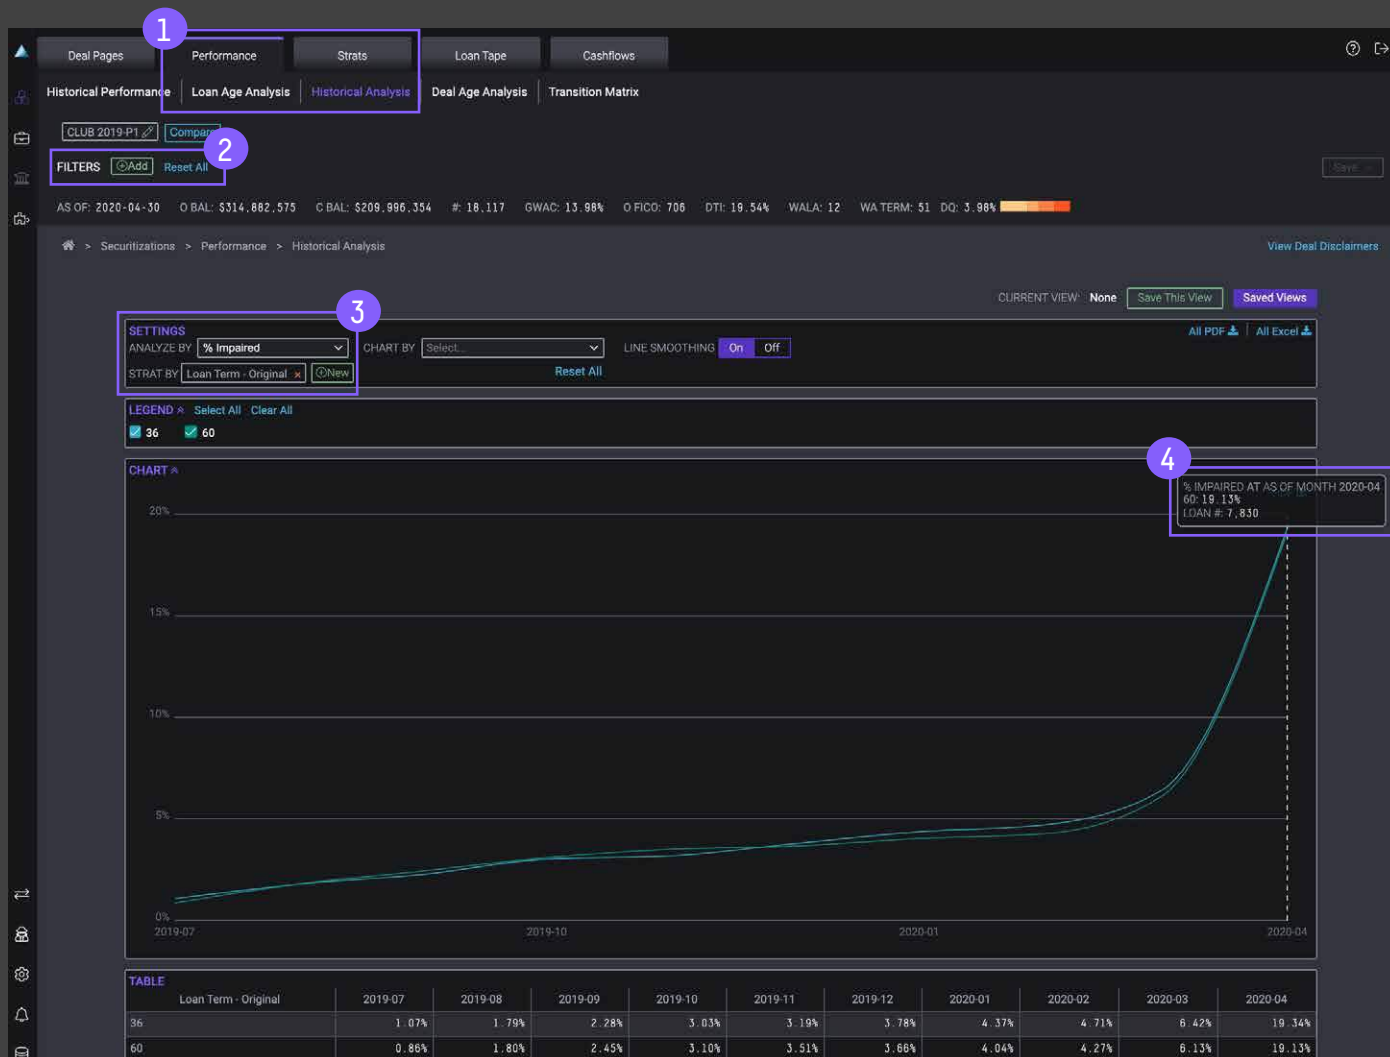 1
Deal Pages Performance Strats Loan Tape Cashflows
Historical Performance Loan Age Analysis Historical Analysis Deal Age Analysis Transition Matrix
CLUB 2019-P1 Compare
2
FILTERS Add Reset All Save
AS OF: 2020-04-30 O BAL: $314,882,575 C BAL: $209,996,354 #: 18,117 GWAC: 13.98% O FICO: 706 DTI: 19.54% WALA: 12 WA TERM: 51 DQ: 3.98%
> Securitizations > Performance > Historical Analysis View Deal Disclaimers
CURRENT VIEW: None Save This View Saved Views
3
SETTINGS All PDF All Excel
ANALYZE BY % Impaired CHART BY Select... LINE SMOOTHING On Off
STRAT BY Loan Term - Original × New Reset All
LEGEND Select All Clear All
36 60
CHART
4
% IMPAIRED AT AS OF MONTH 2020-04
60: 19.13%
LOAN #: 7,830
20%
15%
10%
5%
0%
2019-07 2019-10 2020-01 2020-04
TABLE
Loan Term - Original 2019-07 2019-08 2019-09 2019-10 2019-11 2019-12 2020-01 2020-02 2020-03 2020-04
36 1.07% 1.79% 2.28% 3.03% 3.19% 3.78% 4.37% 4.71% 6.42% 19.34%
60 0.86% 1.80% 2.45% 3.10% 3.51% 3.66% 4.04% 4.27% 6.13% 19.13%